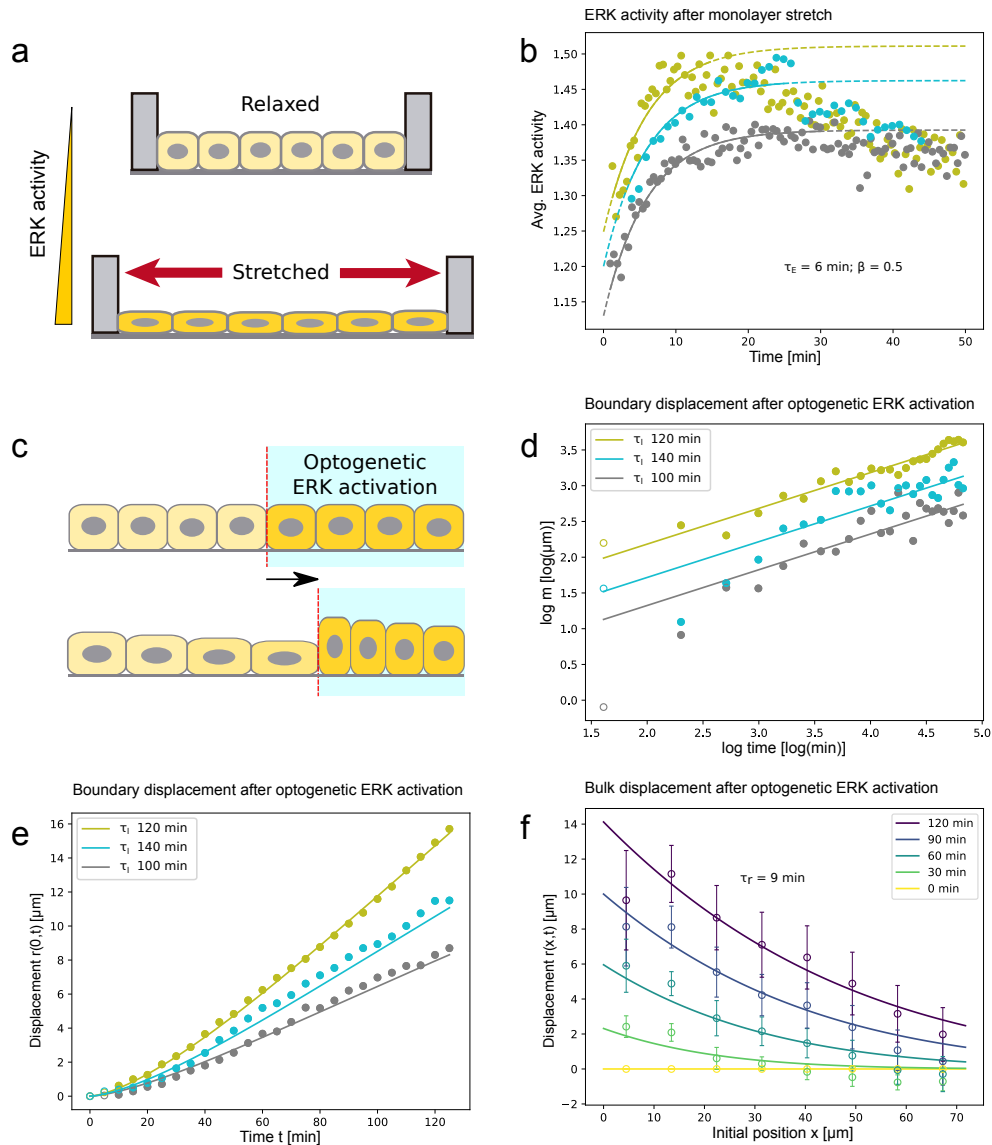 a
ERK activity
Relaxed
Stretched
b
ERK activity after monolayer stretch
Avg. ERK activity
1.50
1.45
1.40
1.35
1.30
1.25
1.20
1.15
τE = 6 min; β = 0.5
0 10 20 30 40 50
Time [min]
c
Optogenetic
ERK activation
d
Boundary displacement after optogenetic ERK activation
τI 120 min
τI 140 min
τI 100 min
log m [log(μm)]
3.5
3.0
2.5
2.0
1.5
1.0
0.5
0.0
1.5 2.0 2.5 3.0 3.5 4.0 4.5 5.0
log time [log(min)]
e
Boundary displacement after optogenetic ERK activation
τI 120 min
τI 140 min
τI 100 min
Displacement r(0,t) [μm]
16
14
12
10
8
6
4
2
0
0 20 40 60 80 100 120
Time t [min]
f
Bulk displacement after optogenetic ERK activation
120 min
90 min
60 min
30 min
0 min
τr = 9 min
Displacement r(x,t) [μm]
14
12
10
8
6
4
2
0
−2
0 10 20 30 40 50 60 70
Initial position x [μm]